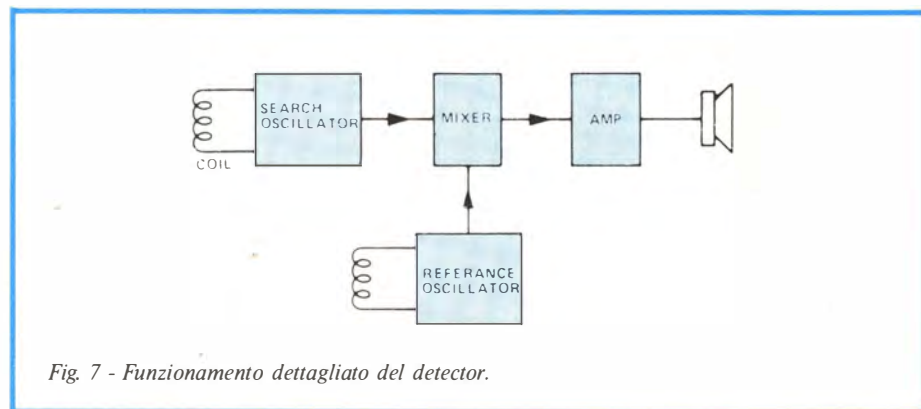 SEARCH
OSCILLATOR
MIXER
AMP
COIL
REFERANCE
OSCILLATOR
Fig. 7 - Funzionamento dettagliato del detector.